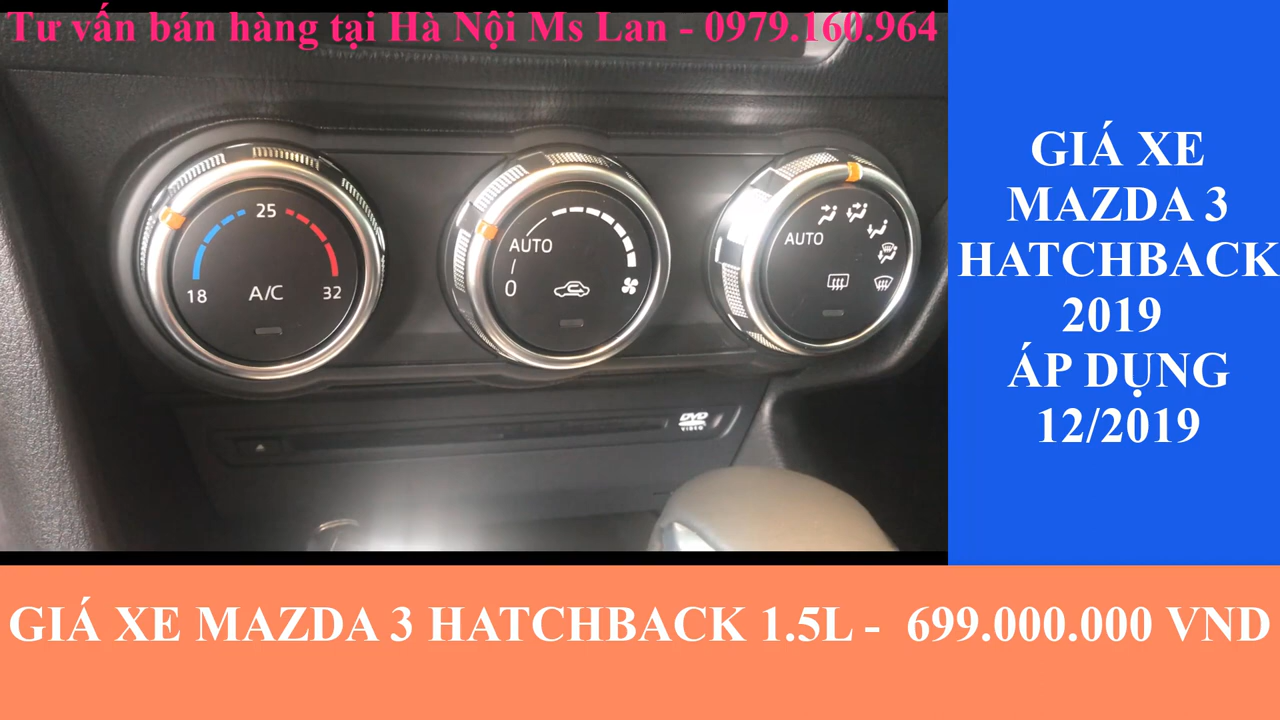 Tư vấn bán hàng tại Hà Nội Ms Lan - 0979.160.964
GIÁ XE
MAZDA 3
HATCHBACK
2019
ÁP DỤNG
12/2019
25
18
A/C
32
AUTO
0
AUTO
DVD
VIDEO
GIÁ XE MAZDA 3 HATCHBACK 1.5L - 699.000.000 VND